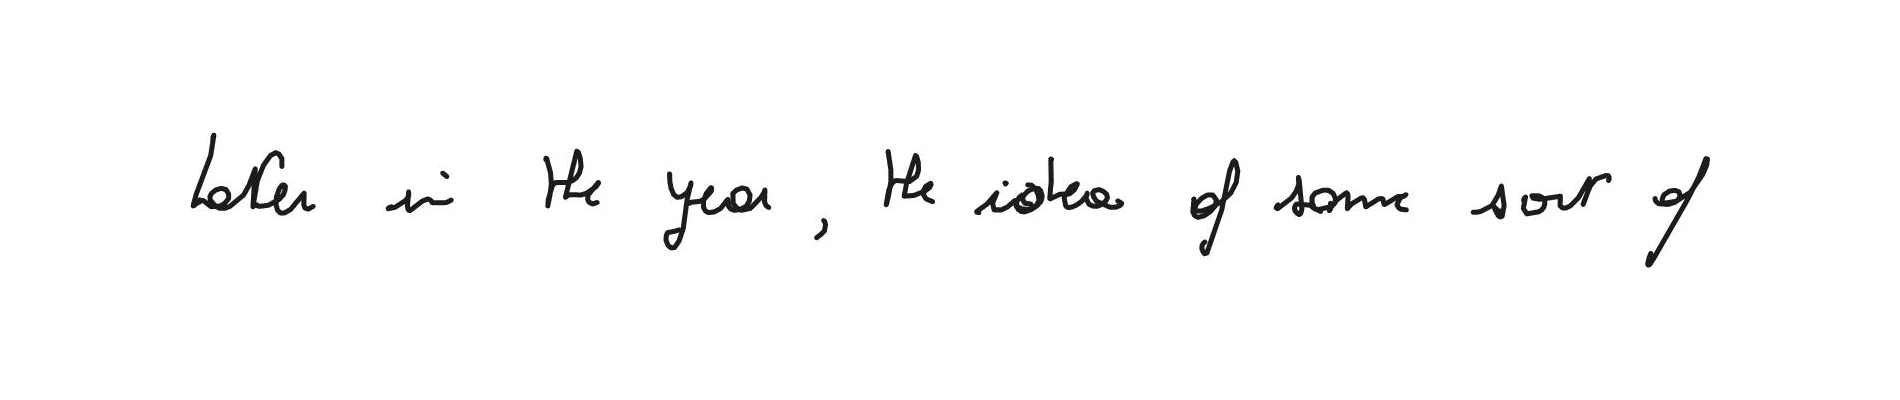 Later in the year, the idea of some sort of